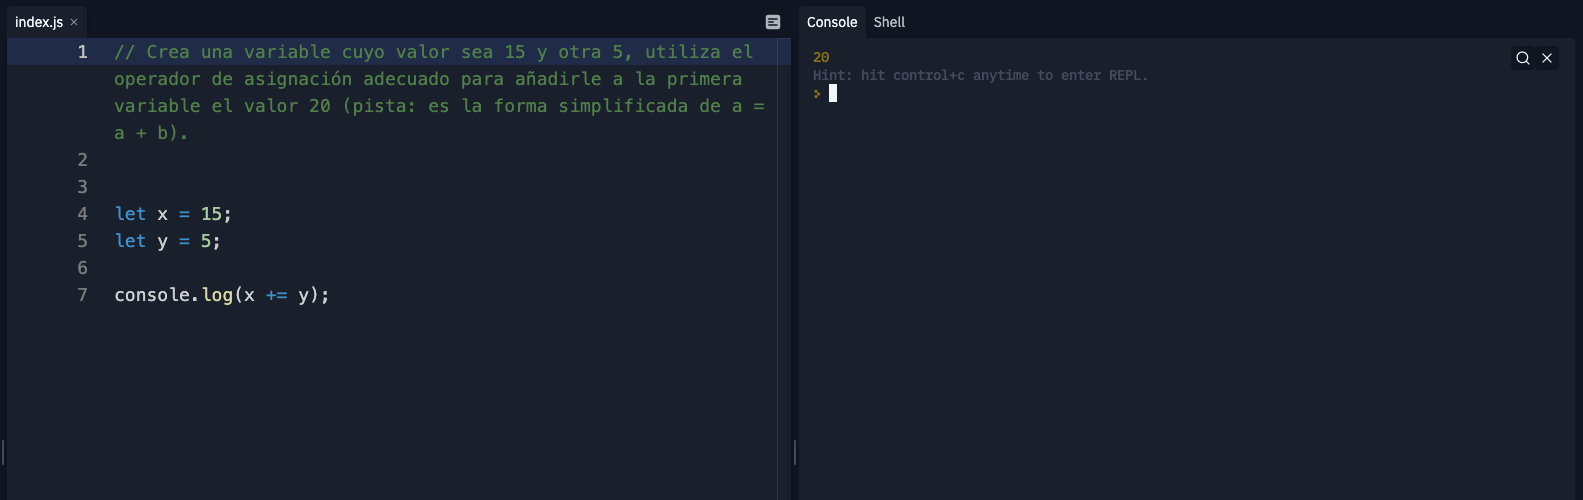 index.js ×
1 // Crea una variable cuyo valor sea 15 y otra 5, utiliza el
operador de asignación adecuado para añadirle a la primera
variable el valor 20 (pista: es la forma simplificada de a =
a + b).
2
3
4 let x = 15;
5 let y = 5;
6
7 console.log(x += y);
Console Shell
20
Hint: hit control+c anytime to enter REPL.